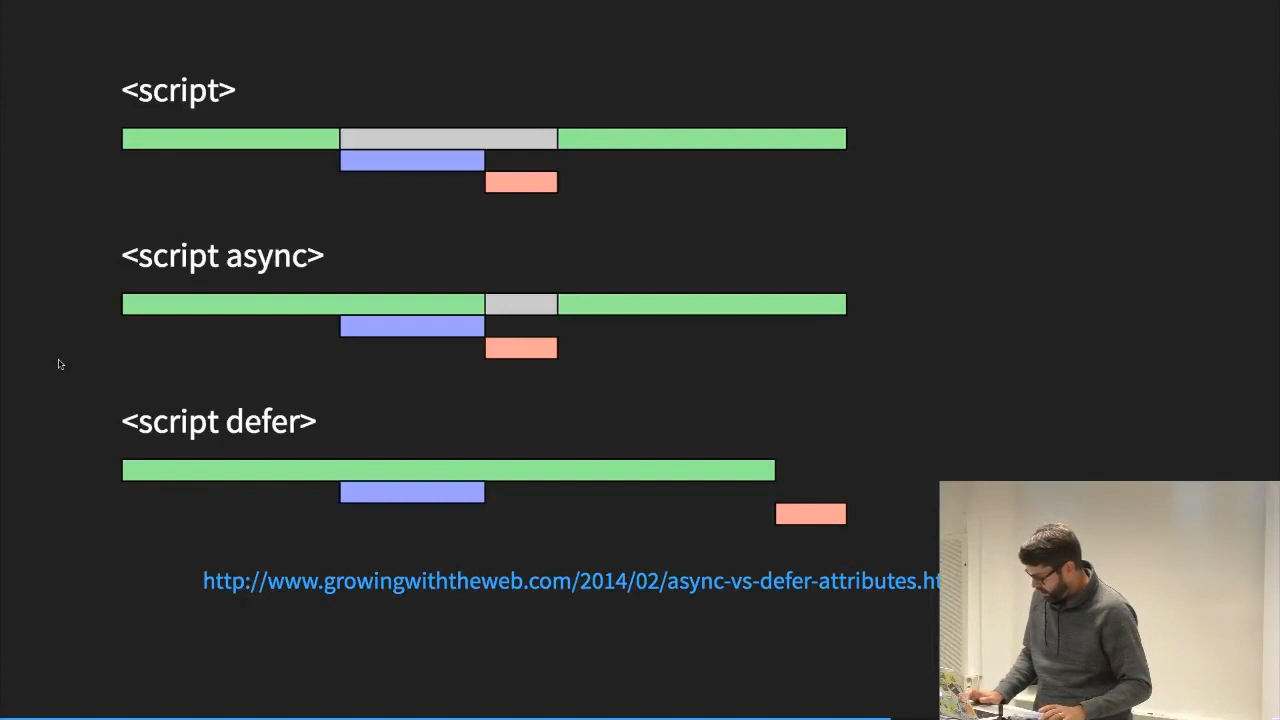 <script>
<script async>
<script defer>
http://www.growingwiththeweb.com/2014/02/async-vs-defer-attributes.ht